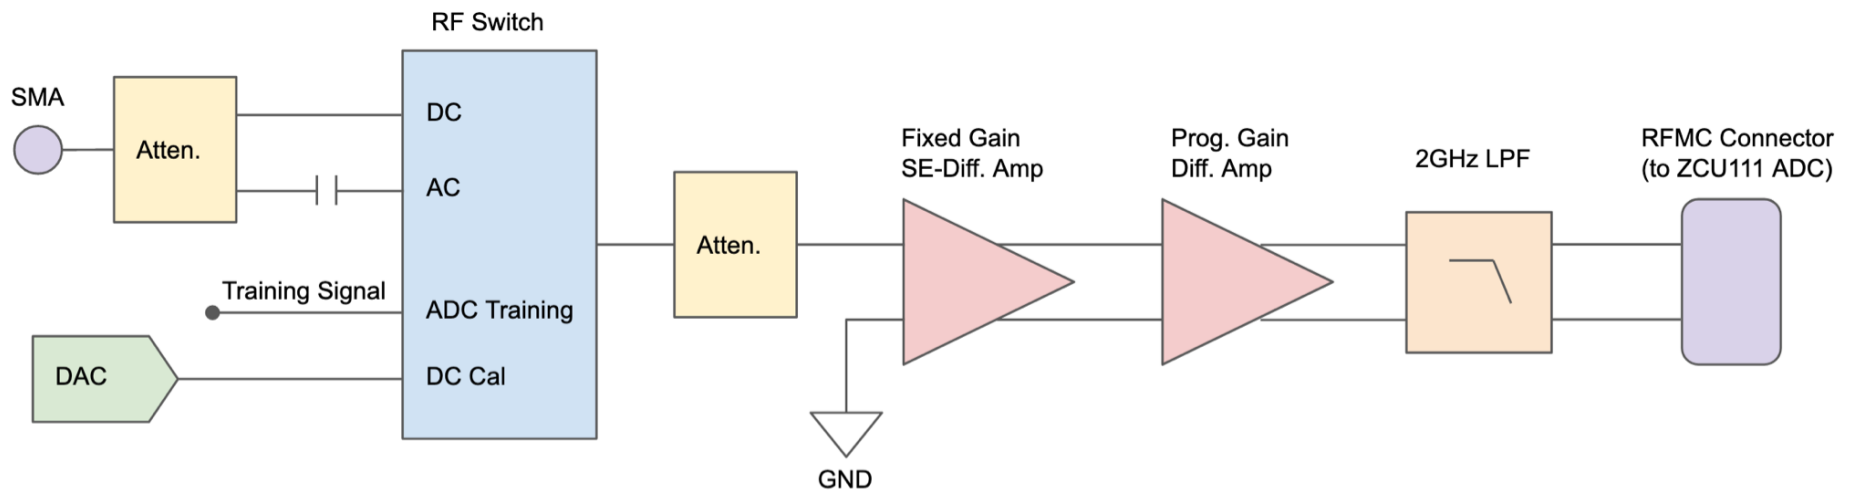 RF Switch
SMA
Atten.
DC
AC
Training Signal
ADC Training
DAC
DC Cal
Atten.
Fixed Gain
SE-Diff. Amp
GND
Prog. Gain
Diff. Amp
2GHz LPF
RFMC Connector
(to ZCU111 ADC)